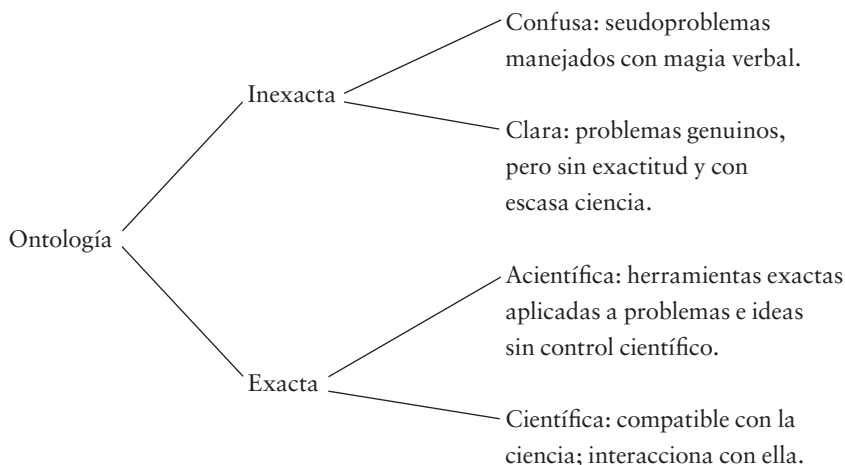 Confusa: seudoproblemas
manejados con magia verbal.
Inexacta
Clara: problemas genuinos,
pero sin exactitud y con
escasa ciencia.
Ontología
Acientífica: herramientas exactas
aplicadas a problemas e ideas
sin control científico.
Exacta
Científica: compatible con la
ciencia; interacciona con ella.